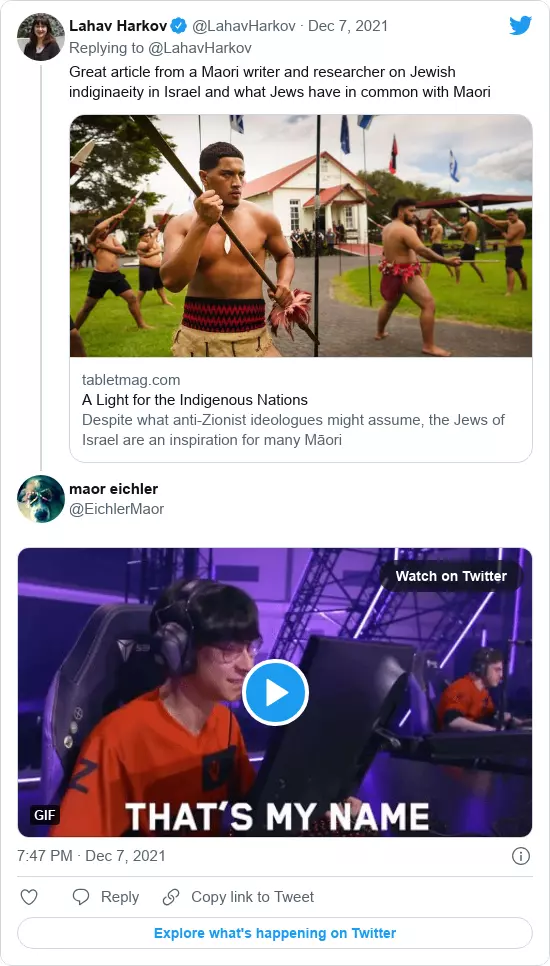 Lahav Harkov @LahavHarkov · Dec 7, 2021
Replying to @LahavHarkov
Great article from a Maori writer and researcher on Jewish
indiginaeity in Israel and what Jews have in common with Maori
tabletmag.com
A Light for the Indigenous Nations
Despite what anti-Zionist ideologues might assume, the Jews of
Israel are an inspiration for many Māori
maor eichler
@EichlerMaor
Watch on Twitter
GIF
THAT'S MY NAME
7:47 PM · Dec 7, 2021
Reply
Copy link to Tweet
Explore what's happening on Twitter